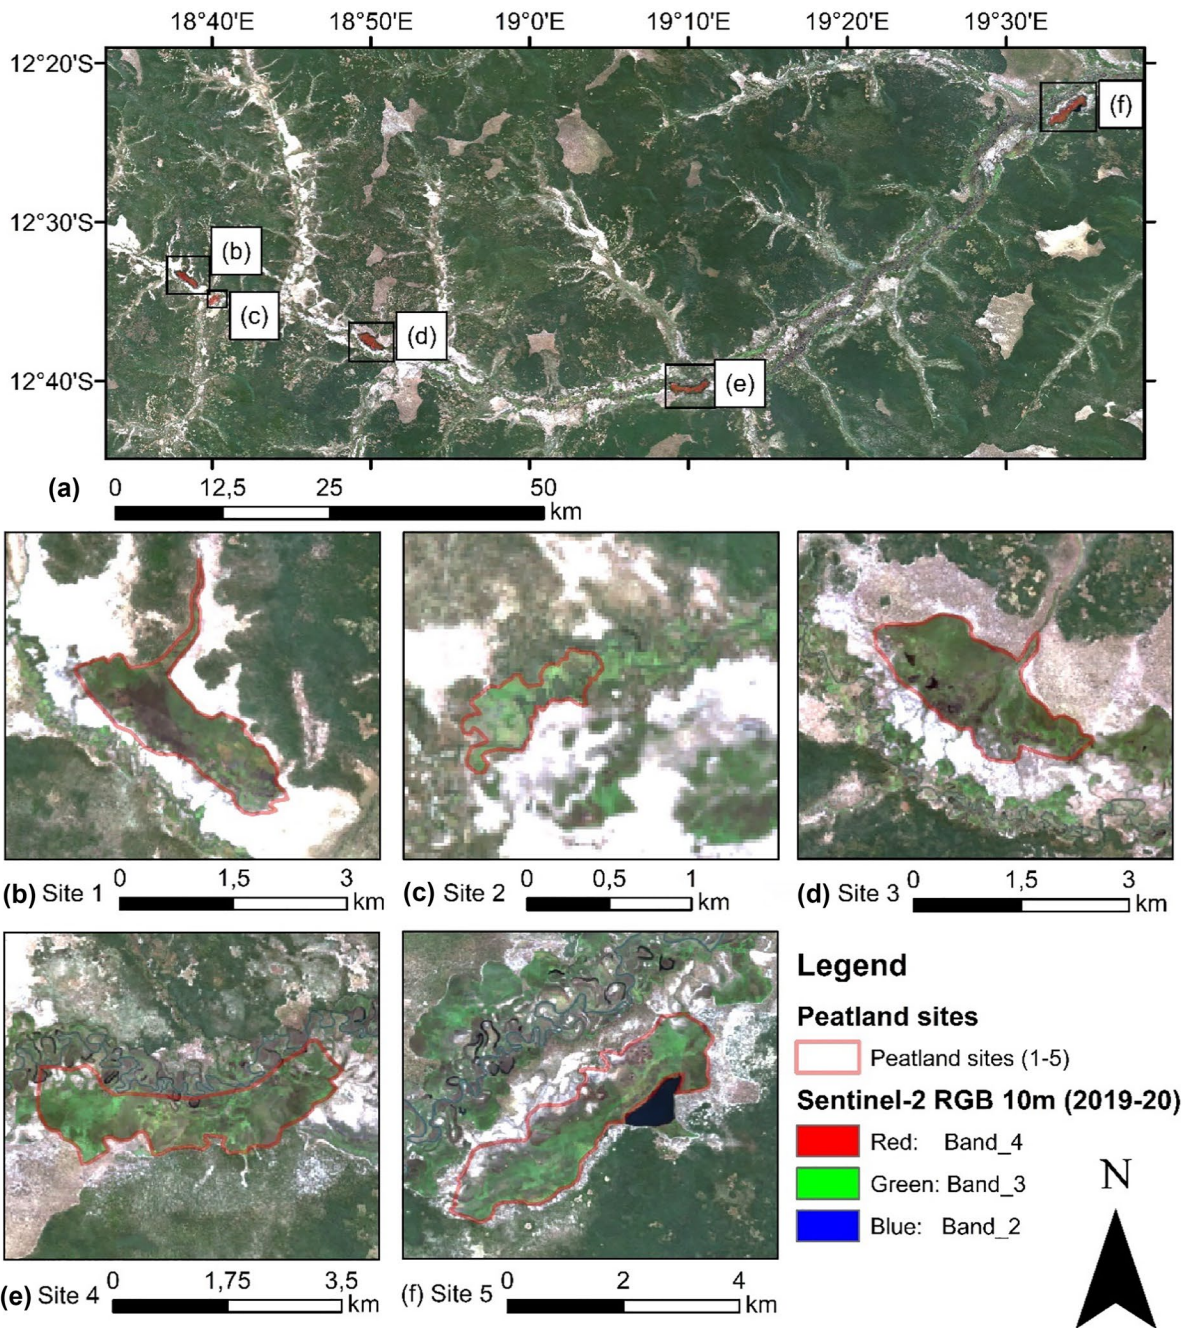 18°40'E 18°50'E 19°0'E 19°10'E 19°20'E 19°30'E
12°20'S
(f)
12°30'S
(b)
(c)
(d)
12°40'S
(e)
(a) 0 12,5 25 50 km
(b) Site 1 0 1,5 3 km
(c) Site 2 0 0,5 1 km
(d) Site 3 0 1,5 3 km
(e) Site 4 0 1,75 3,5 km
(f) Site 5 0 2 4 km
Legend
Peatland sites
Peatland sites (1-5)
Sentinel-2 RGB 10m (2019-20)
Red: Band_4
Green: Band_3
Blue: Band_2
N